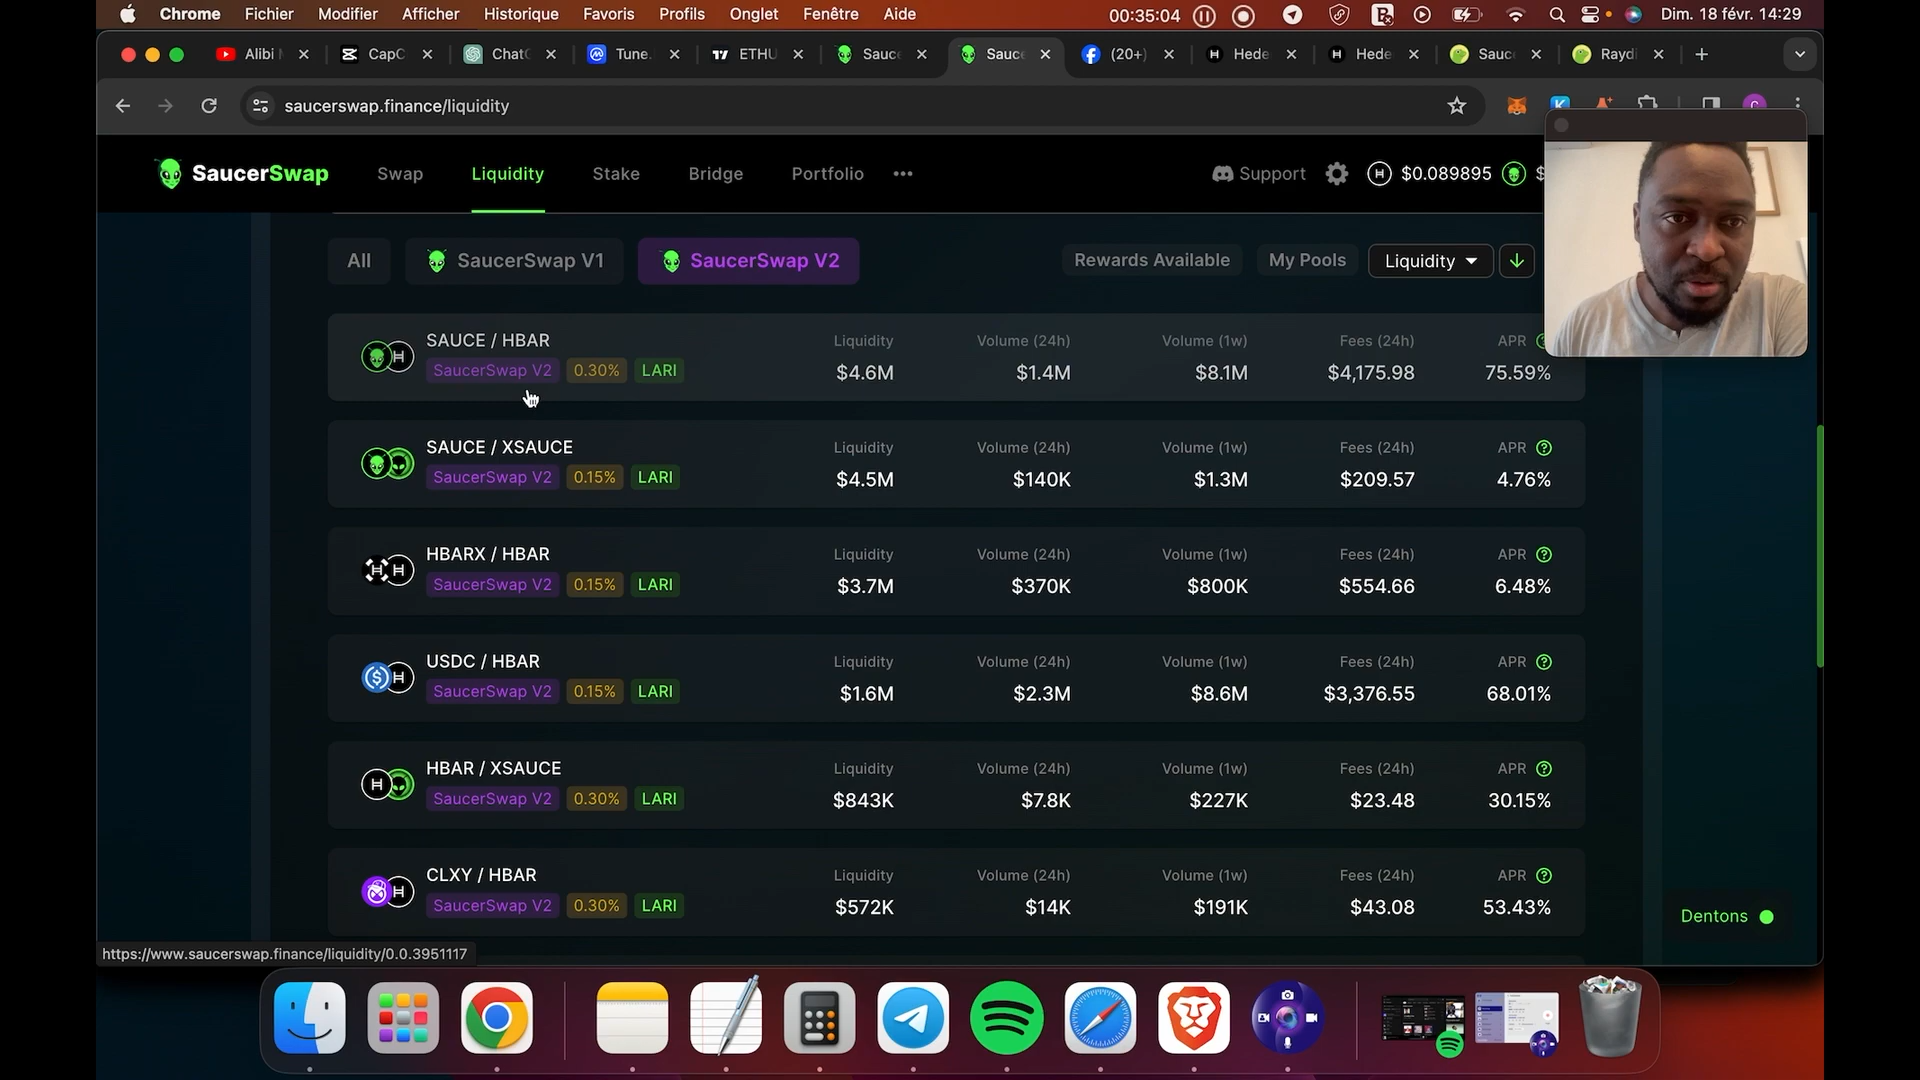 Chrome Fichier Modifier Afficher Historique Favoris Profils Onglet Fenêtre Aide 00:35:04 Dim. 18 févr. 14:29
Alibi CapC ChatG Tune. ETHU Sauce Sauce (20+) Hede Hede Sauc Raydi
saucerswap.finance/liquidity
SaucerSwap Swap Liquidity Stake Bridge Portfolio Support $0.089895 $
All SaucerSwap V1 SaucerSwap V2 Rewards Available My Pools Liquidity
SAUCE / HBAR Liquidity Volume (24h) Volume (1w) Fees (24h) APR
SaucerSwap V2 0.30% LARI $4.6M $1.4M $8.1M $4,175.98 75.59%
SAUCE / XSAUCE Liquidity Volume (24h) Volume (1w) Fees (24h) APR
SaucerSwap V2 0.15% LARI $4.5M $140K $1.3M $209.57 4.76%
HBARX / HBAR Liquidity Volume (24h) Volume (1w) Fees (24h) APR
SaucerSwap V2 0.15% LARI $3.7M $370K $800K $554.66 6.48%
USDC / HBAR Liquidity Volume (24h) Volume (1w) Fees (24h) APR
SaucerSwap V2 0.15% LARI $1.6M $2.3M $8.6M $3,376.55 68.01%
HBAR / XSAUCE Liquidity Volume (24h) Volume (1w) Fees (24h) APR
SaucerSwap V2 0.30% LARI $843K $7.8K $227K $23.48 30.15%
CLXY / HBAR Liquidity Volume (24h) Volume (1w) Fees (24h) APR
SaucerSwap V2 0.30% LARI $572K $14K $191K $43.08 53.43%
Dentons
https://www.saucerswap.finance/liquidity/0.0.3951117